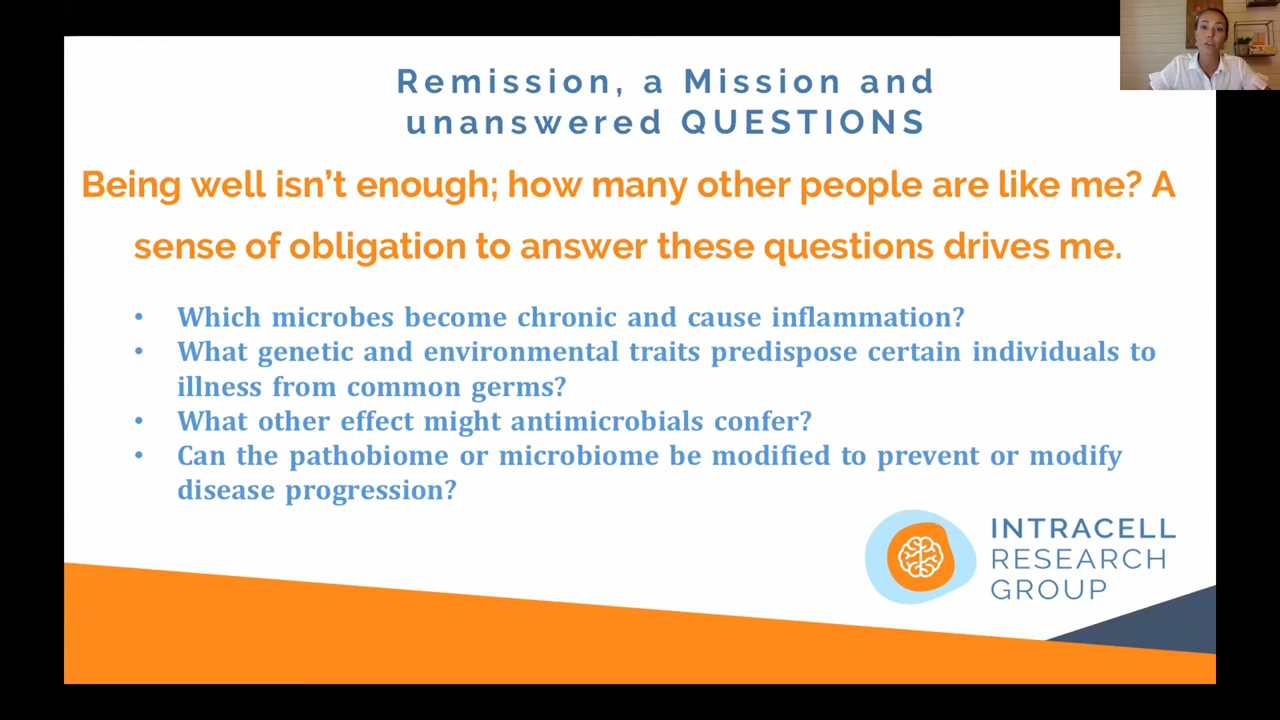 Remission, a Mission and
unanswered QUESTIONS
Being well isn't enough; how many other people are like me? A
sense of obligation to answer these questions drives me.
• Which microbes become chronic and cause inflammation?
• What genetic and environmental traits predispose certain individuals to
illness from common germs?
• What other effect might antimicrobials confer?
• Can the pathobiome or microbiome be modified to prevent or modify
disease progression?
INTRACELL
RESEARCH
GROUP